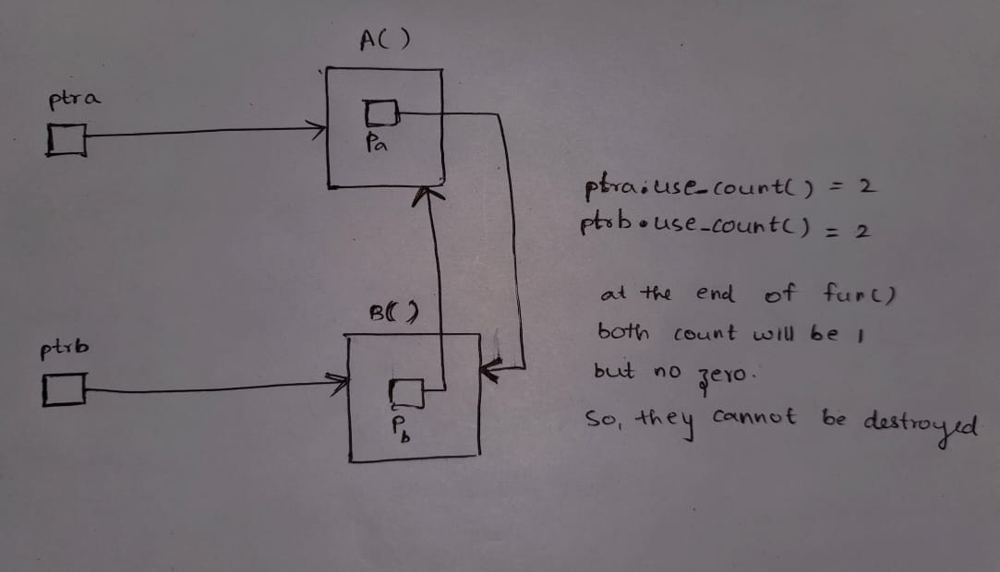 A()
ptra
Pa
ptra.use_count() = 2
ptrb.use_count() = 2
at the end of fun()
both count will be 1
but no zero.
so, they cannot be destroyed
B()
ptrb
Pb